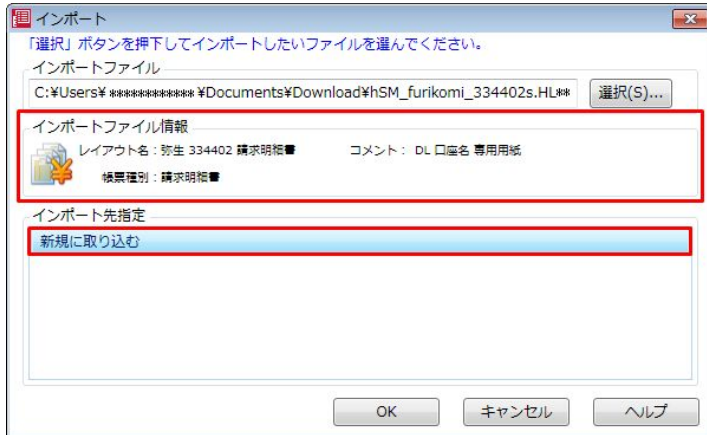 インポート
「選択」ボタンを押下してインポートしたいファイルを選んでください。
インポートファイル
C:¥Users¥ ************ ¥Documents¥Download¥hSM_furikomi_334402s.HL** 選択(S)...
インポートファイル情報
レイアウト名：弥生 334402 請求明細書 コメント： DL 口座名 専用用紙
帳票種別：請求明細書
インポート先指定
新規に取り込む
OK キャンセル ヘルプ